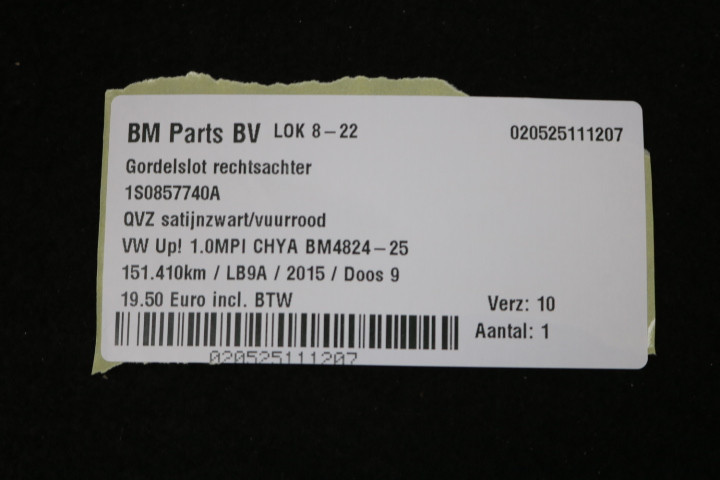 BM Parts BV LOK 8-22 020525111207
Gordelslot rechtsachter
1S0857740A
QVZ satijnzwart/vuurrood
VW Up! 1.0MPI CHYA BM4824-25
151.410km / LB9A / 2015 / Doos 9
19.50 Euro incl. BTW Verz: 10
Aantal: 1
020525111207